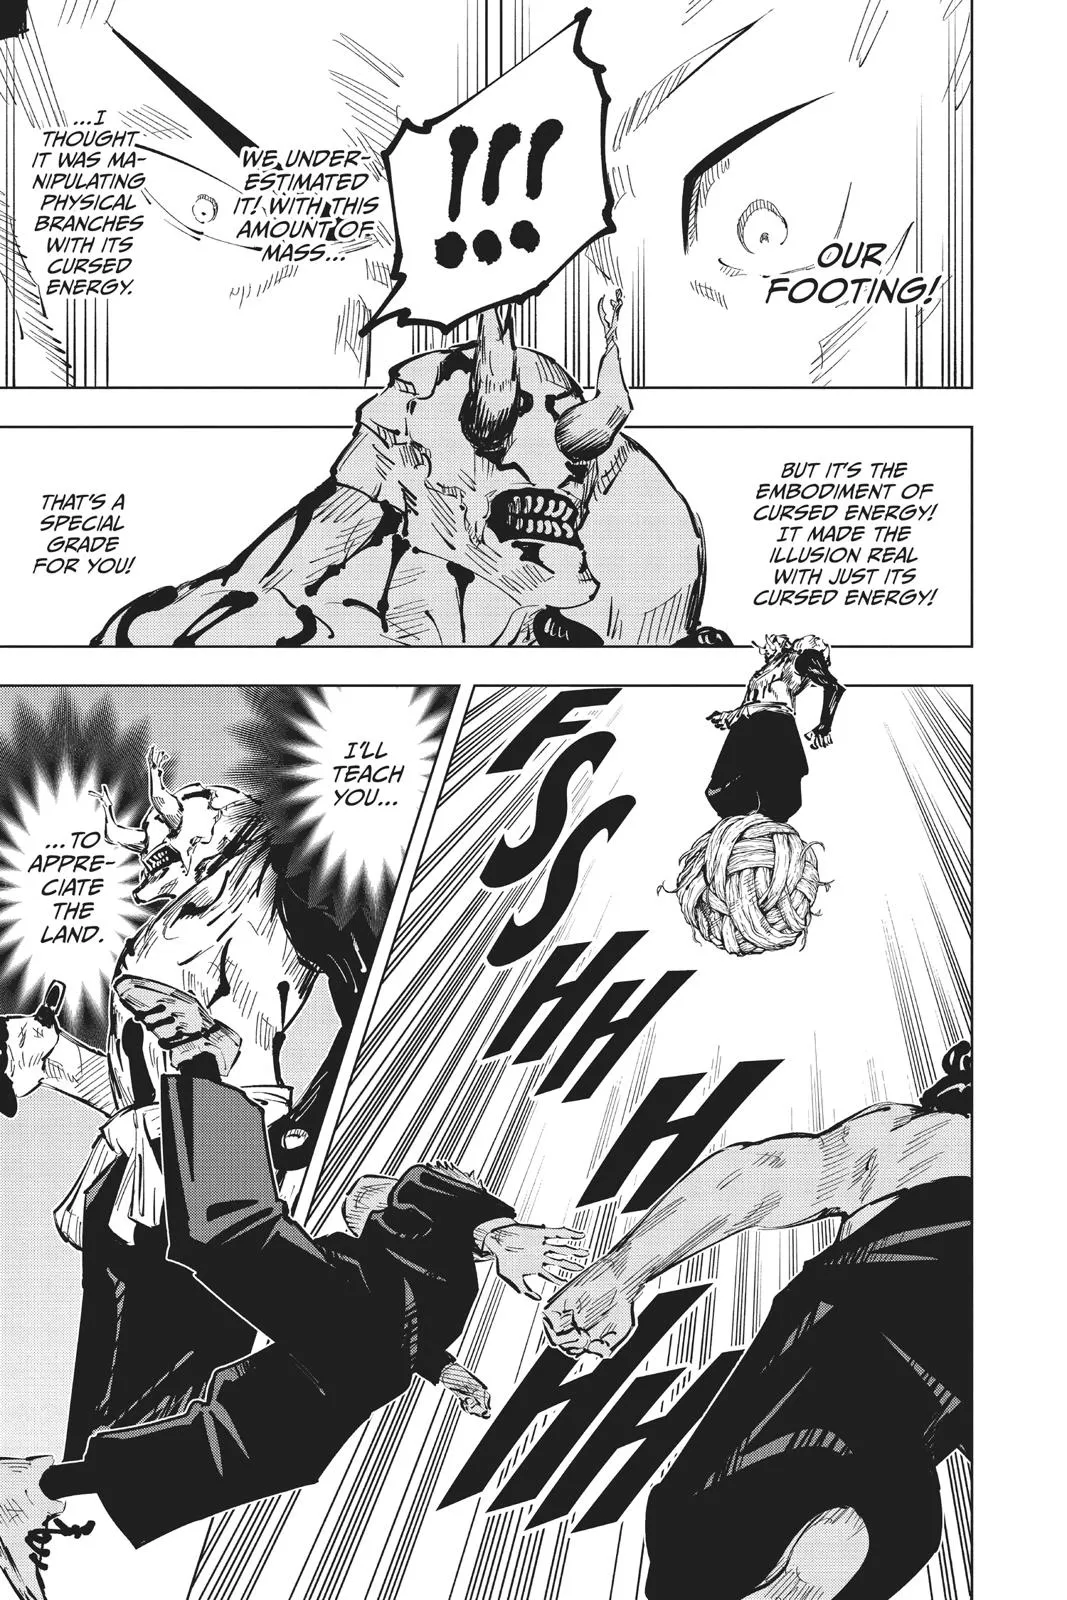 OUR
FOOTING!
!!!
WE UNDER-
ESTIMATED
IT! WITH THIS
AMOUNT OF
MASS...
...I
THOUGHT
IT WAS MA-
NIPULATING
PHYSICAL
BRANCHES
WITH ITS
CURSED
ENERGY.
BUT IT'S THE
EMBODIMENT OF
CURSED ENERGY!
IT MADE THE
ILLUSION REAL
WITH JUST ITS
CURSED ENERGY!
THAT'S A
SPECIAL
GRADE
FOR YOU!
FSSHHHHH
I'LL
TEACH
YOU...
...TO
APPRE-
CIATE
THE
LAND.